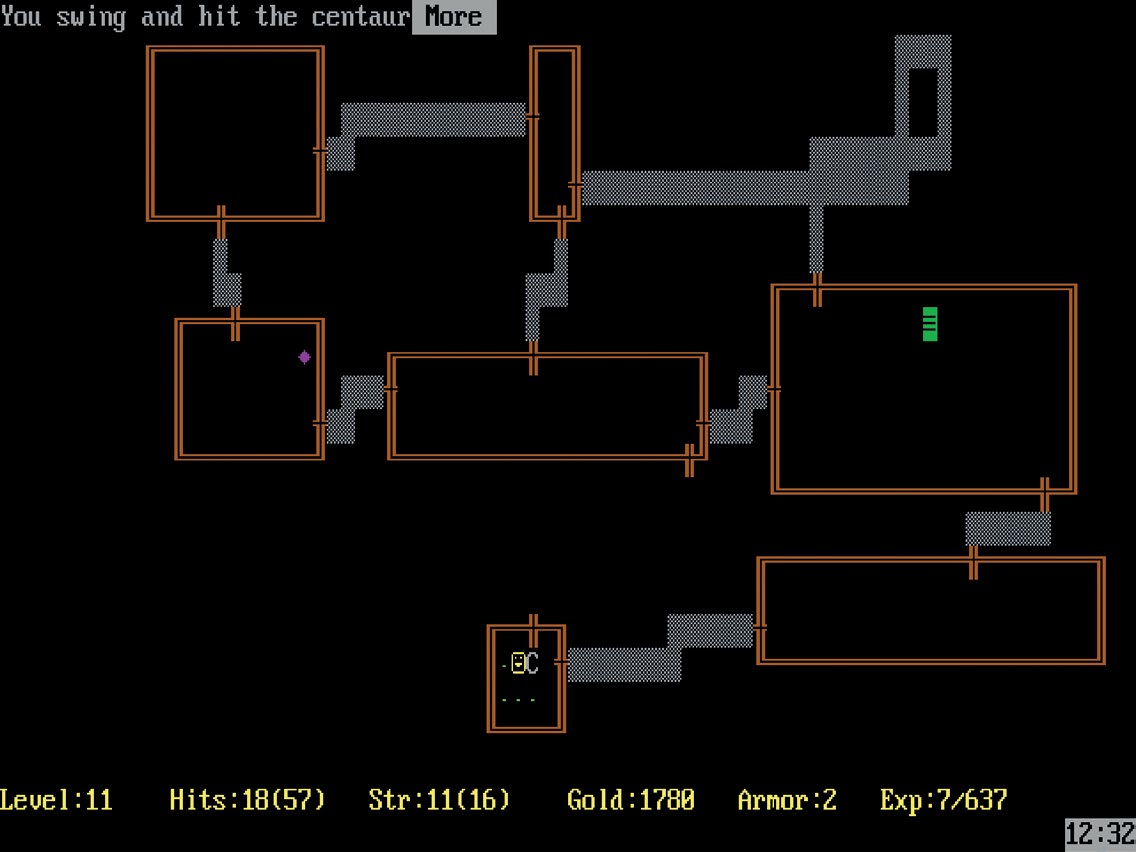 You swing and hit the centaur More
C
Level:11 Hits:18(57) Str:11(16) Gold:1780 Armor:2 Exp:7/637
12:32